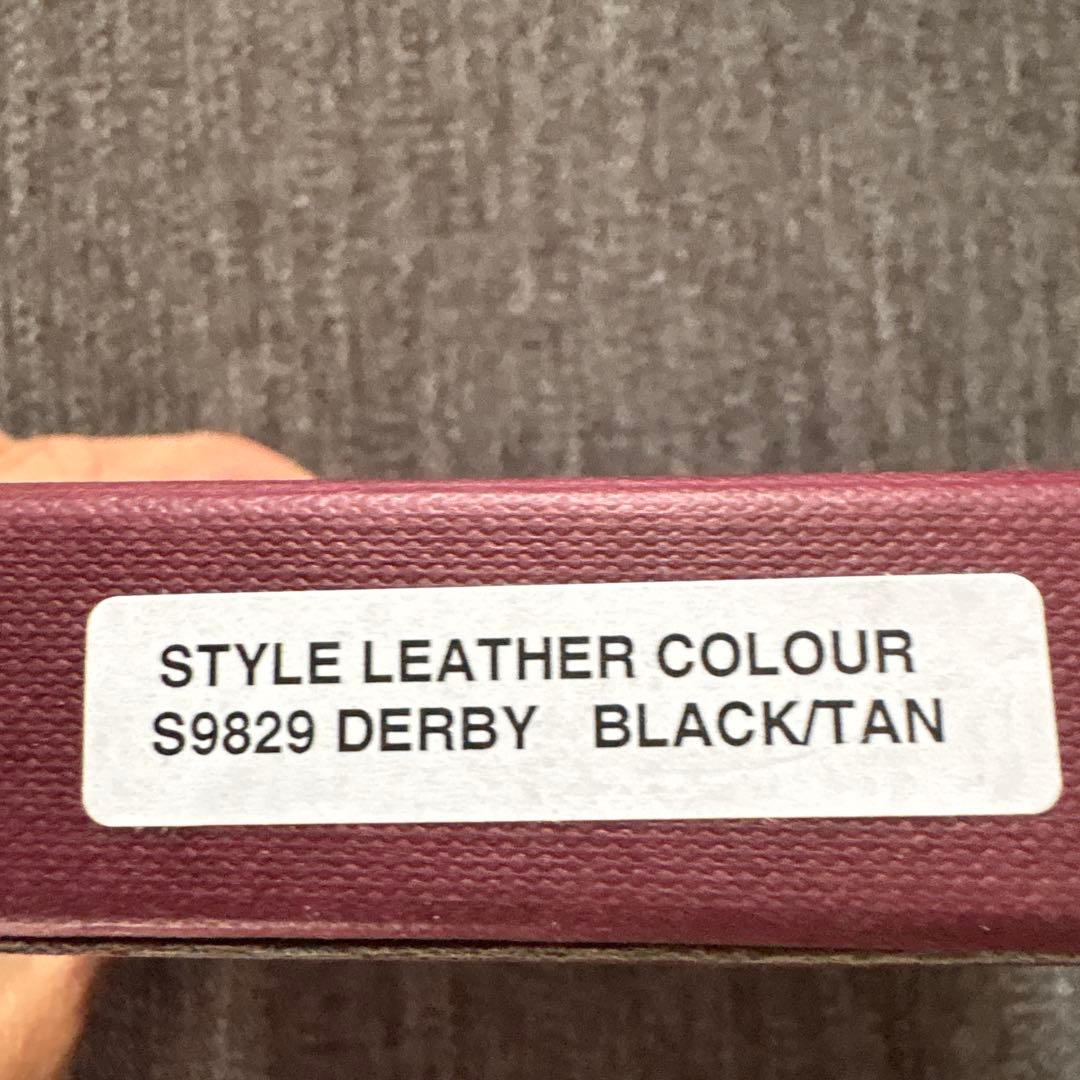 STYLE LEATHER COLOUR
S9829 DERBY BLACK/TAN